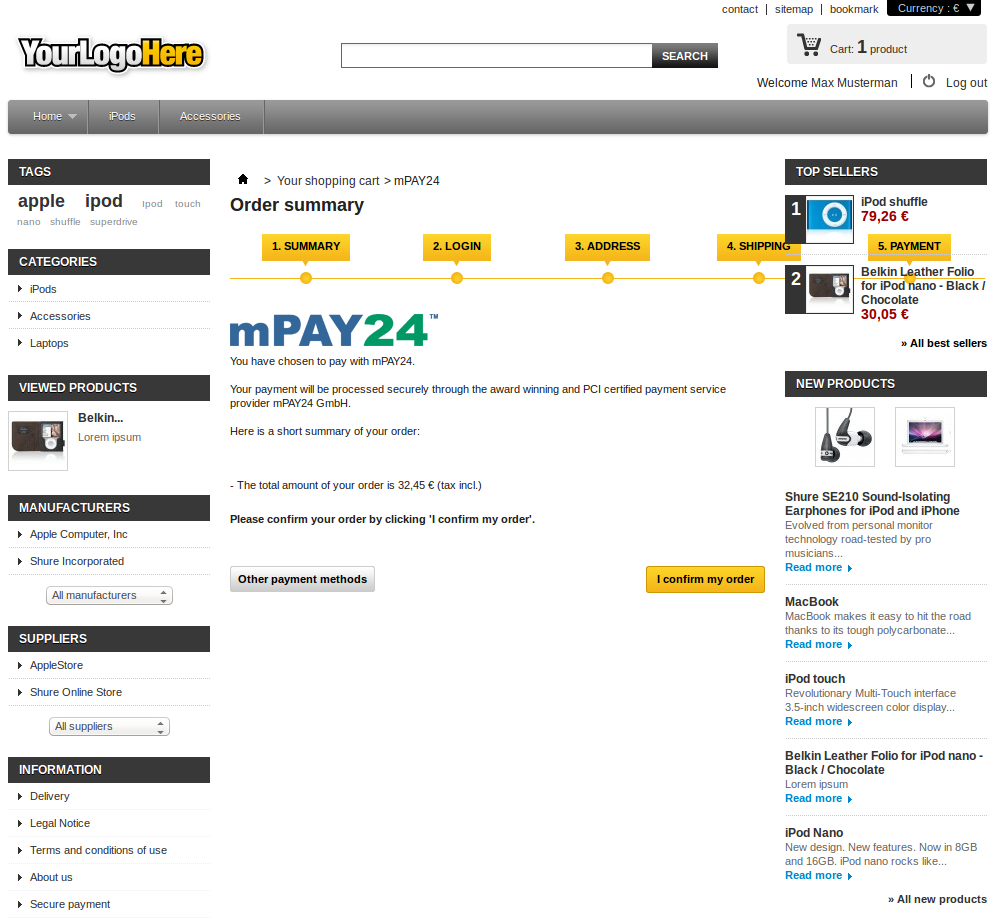 contact | sitemap | bookmark Currency : €
YourLogoHere
SEARCH
Cart: 1 product
Welcome Max Musterman Log out
Home iPods Accessories
TAGS
apple ipod Ipod touch
nano shuffle superdrive
CATEGORIES
iPods
Accessories
Laptops
VIEWED PRODUCTS
Belkin...
Lorem ipsum
MANUFACTURERS
Apple Computer, Inc
Shure Incorporated
All manufacturers
SUPPLIERS
AppleStore
Shure Online Store
All suppliers
INFORMATION
Delivery
Legal Notice
Terms and conditions of use
About us
Secure payment
> Your shopping cart > mPAY24
Order summary
1. SUMMARY 2. LOGIN 3. ADDRESS 4. SHIPPING 5. PAYMENT
mPAY24™
You have chosen to pay with mPAY24.
Your payment will be processed securely through the award winning and PCI certified payment service
provider mPAY24 GmbH.
Here is a short summary of your order:
- The total amount of your order is 32,45 € (tax incl.)
Please confirm your order by clicking 'I confirm my order'.
Other payment methods I confirm my order
TOP SELLERS
1
iPod shuffle
79,26 €
2
Belkin Leather Folio
for iPod nano - Black /
Chocolate
30,05 €
» All best sellers
NEW PRODUCTS
Shure SE210 Sound-Isolating
Earphones for iPod and iPhone
Evolved from personal monitor
technology road-tested by pro
musicians...
Read more
MacBook
MacBook makes it easy to hit the road
thanks to its tough polycarbonate...
Read more
iPod touch
Revolutionary Multi-Touch interface
3.5-inch widescreen color display...
Read more
Belkin Leather Folio for iPod nano -
Black / Chocolate
Lorem ipsum
Read more
iPod Nano
New design. New features. Now in 8GB
and 16GB. iPod nano rocks like...
Read more
» All new products